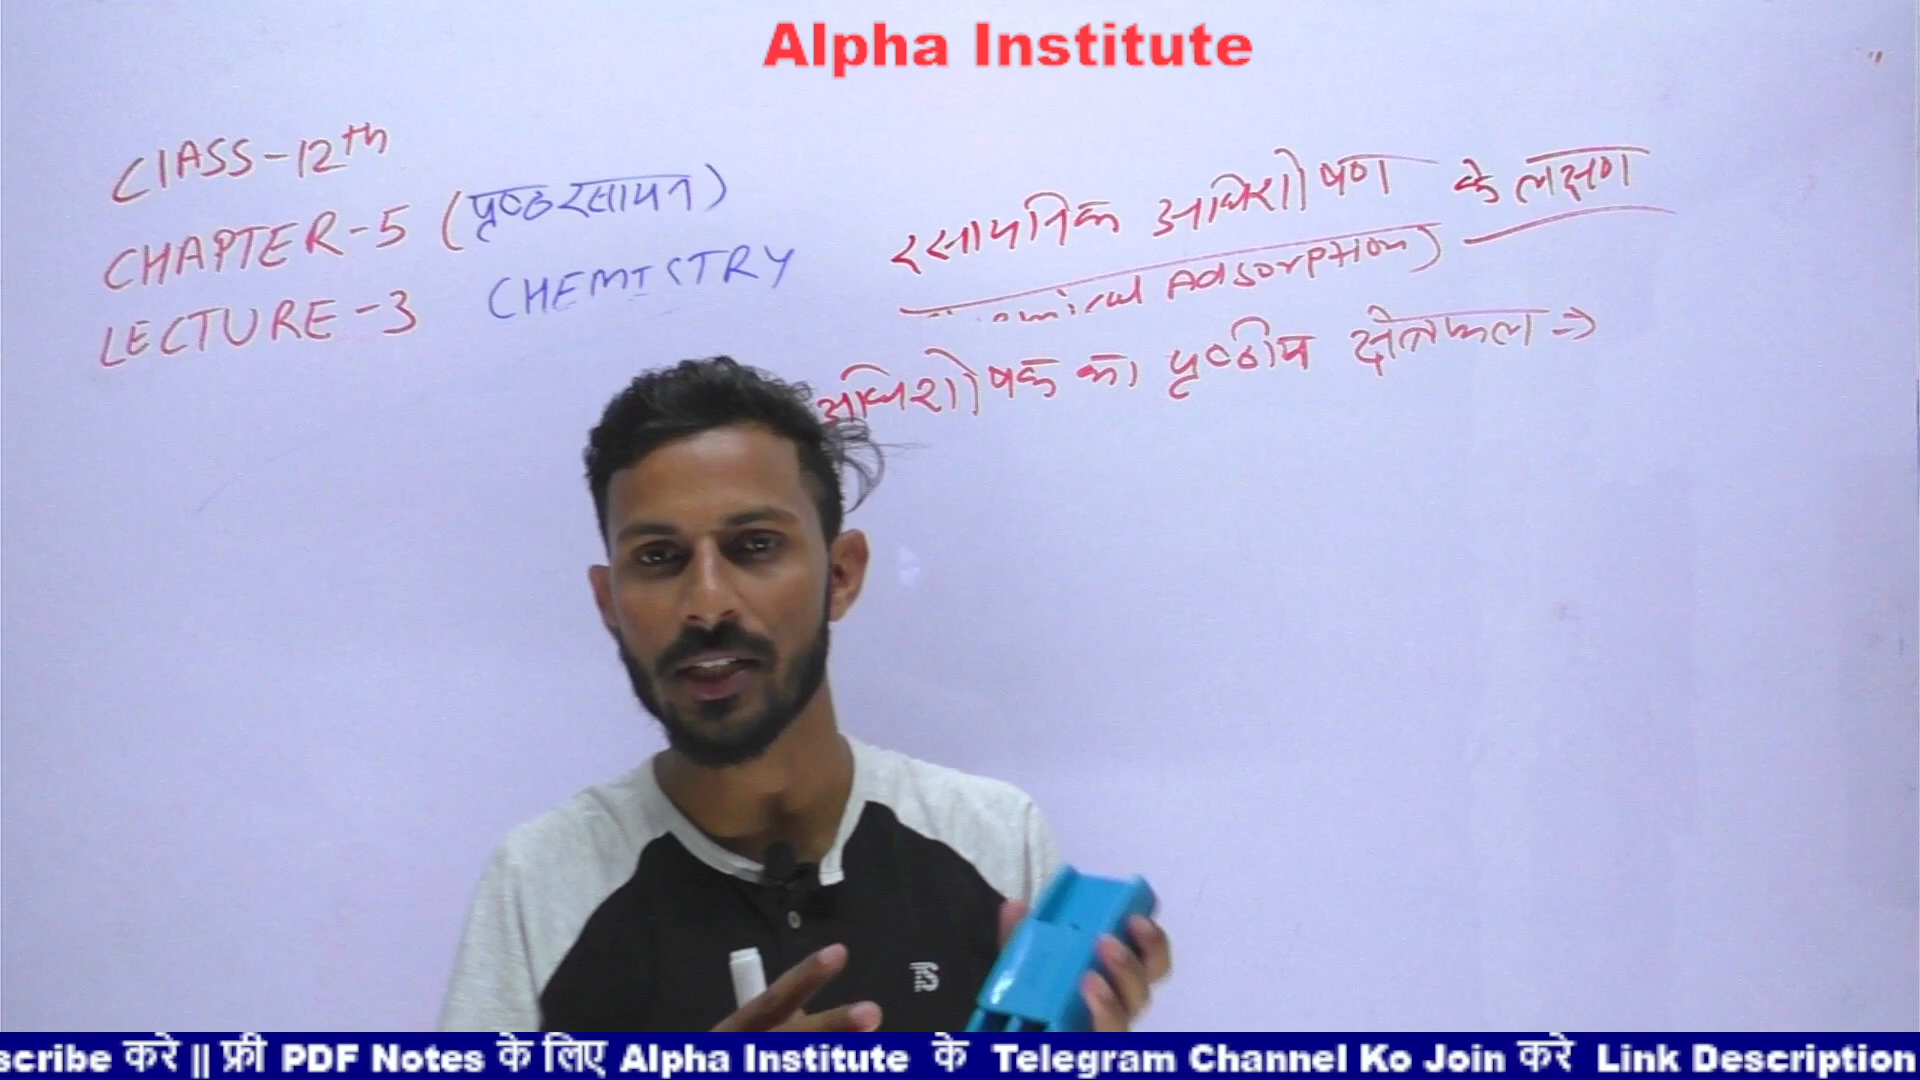 Alpha Institute
ClASS-12th
CHAPTER-5 (पृष्ठ रसायन)
LECTURE-3 CHEMISTRY
रसायनिक अधिशोषण के लक्षण
Adsorption)
अधिशोषक का पृष्ठीय क्षेत्रफल ⇒
scribe करे || फ्री PDF Notes के लिए Alpha Institute के Telegram Channel Ko Join करें Link Description